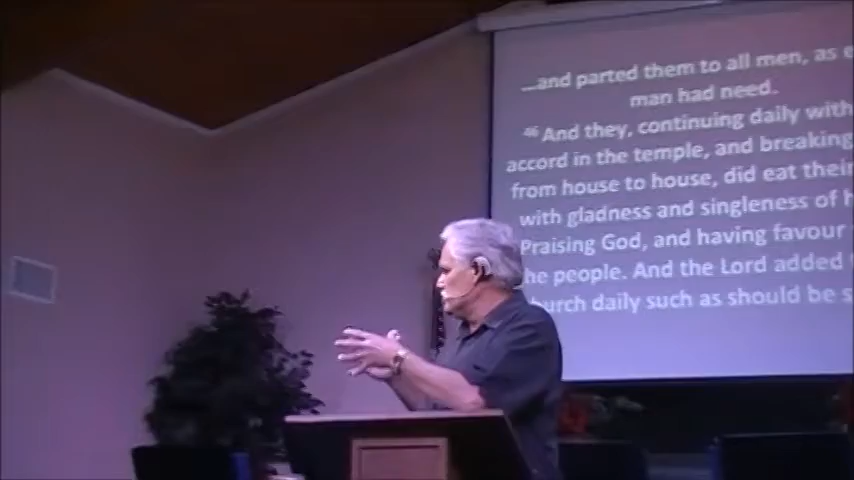 ...and parted them to all men, as
man had need.
46 And they, continuing daily with
accord in the temple, and breaking
from house to house, did eat their
with gladness and singleness of
Praising God, and having favour
the people. And the Lord added
church daily such as should be